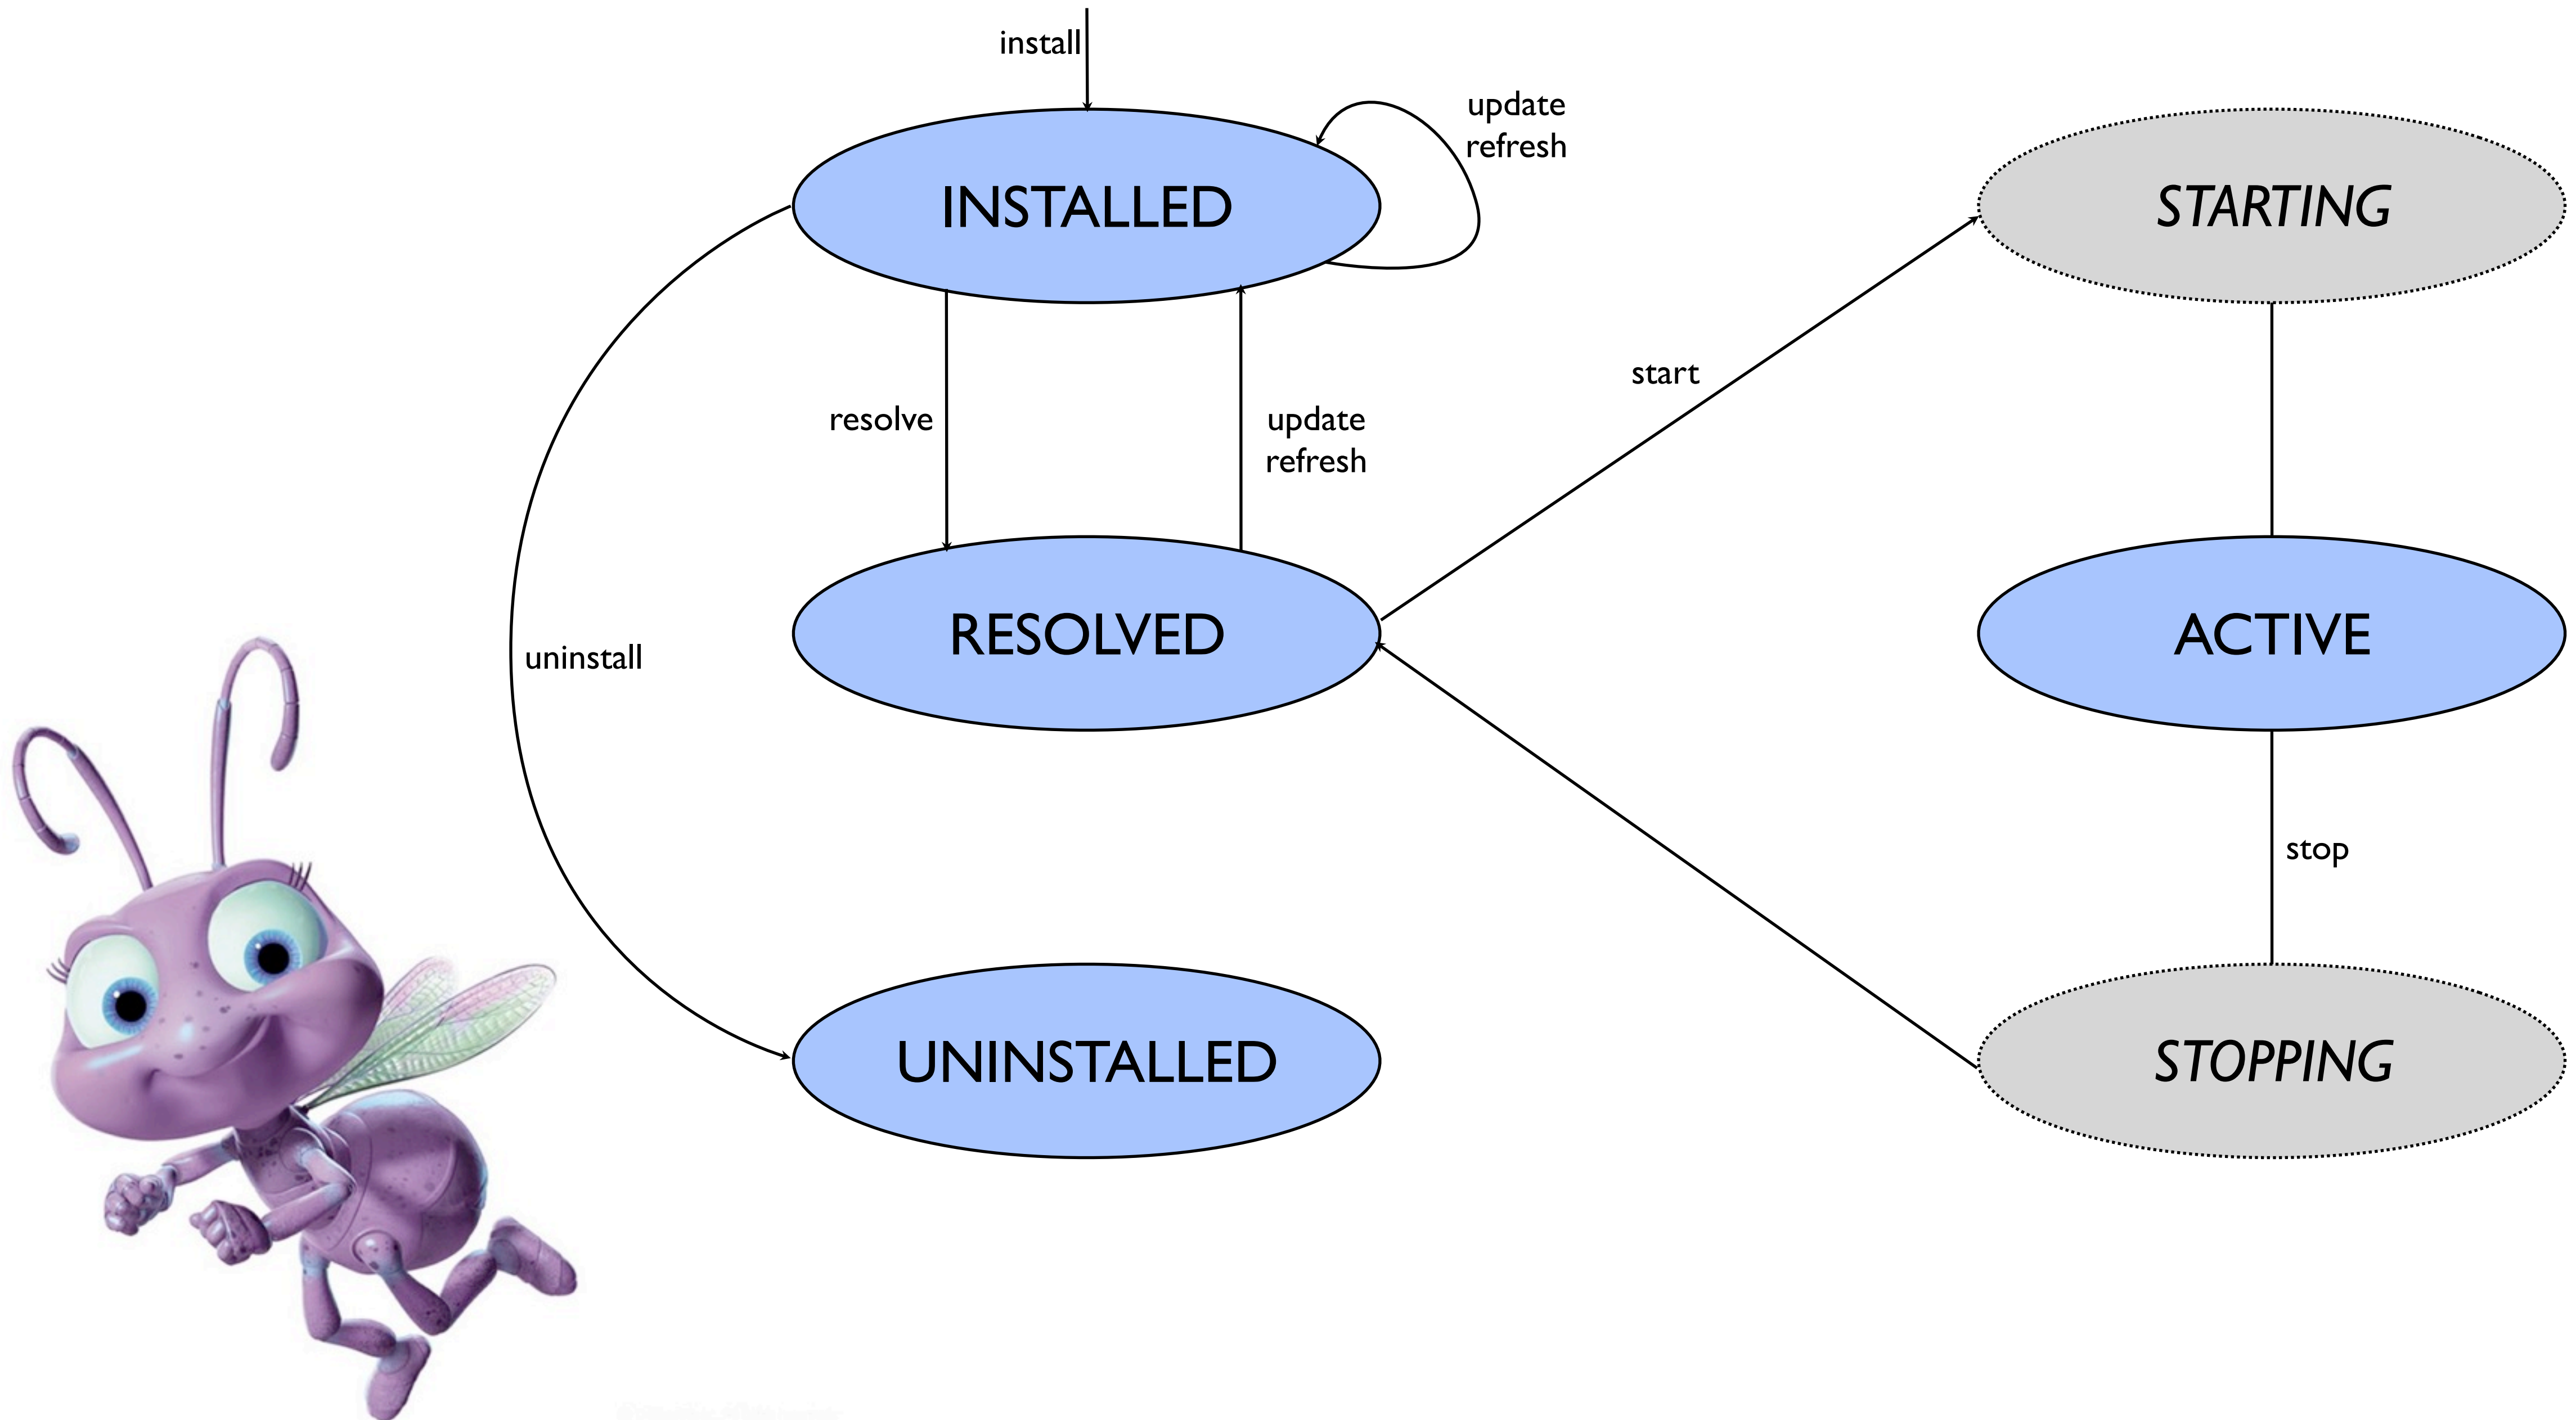 install
update
refresh
INSTALLED
STARTING
start
resolve
update
refresh
RESOLVED
ACTIVE
uninstall
stop
UNINSTALLED
STOPPING